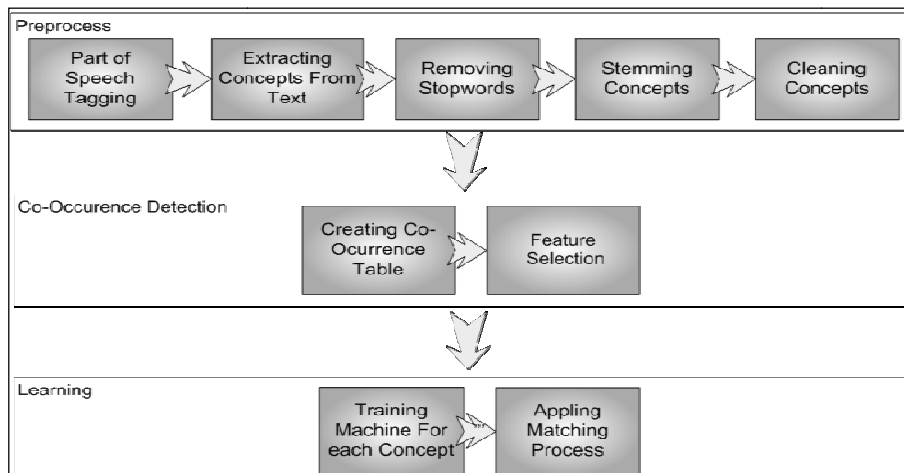 Preprocess
Part of
Speech
Tagging
Extracting
Concepts From
Text
Removing
Stopwords
Stemming
Concepts
Cleaning
Concepts
Co-Occurence Detection
Creating Co-
Ocurrence
Table
Feature
Selection
Learning
Training
Machine For
each Concept
Appling
Matching
Process